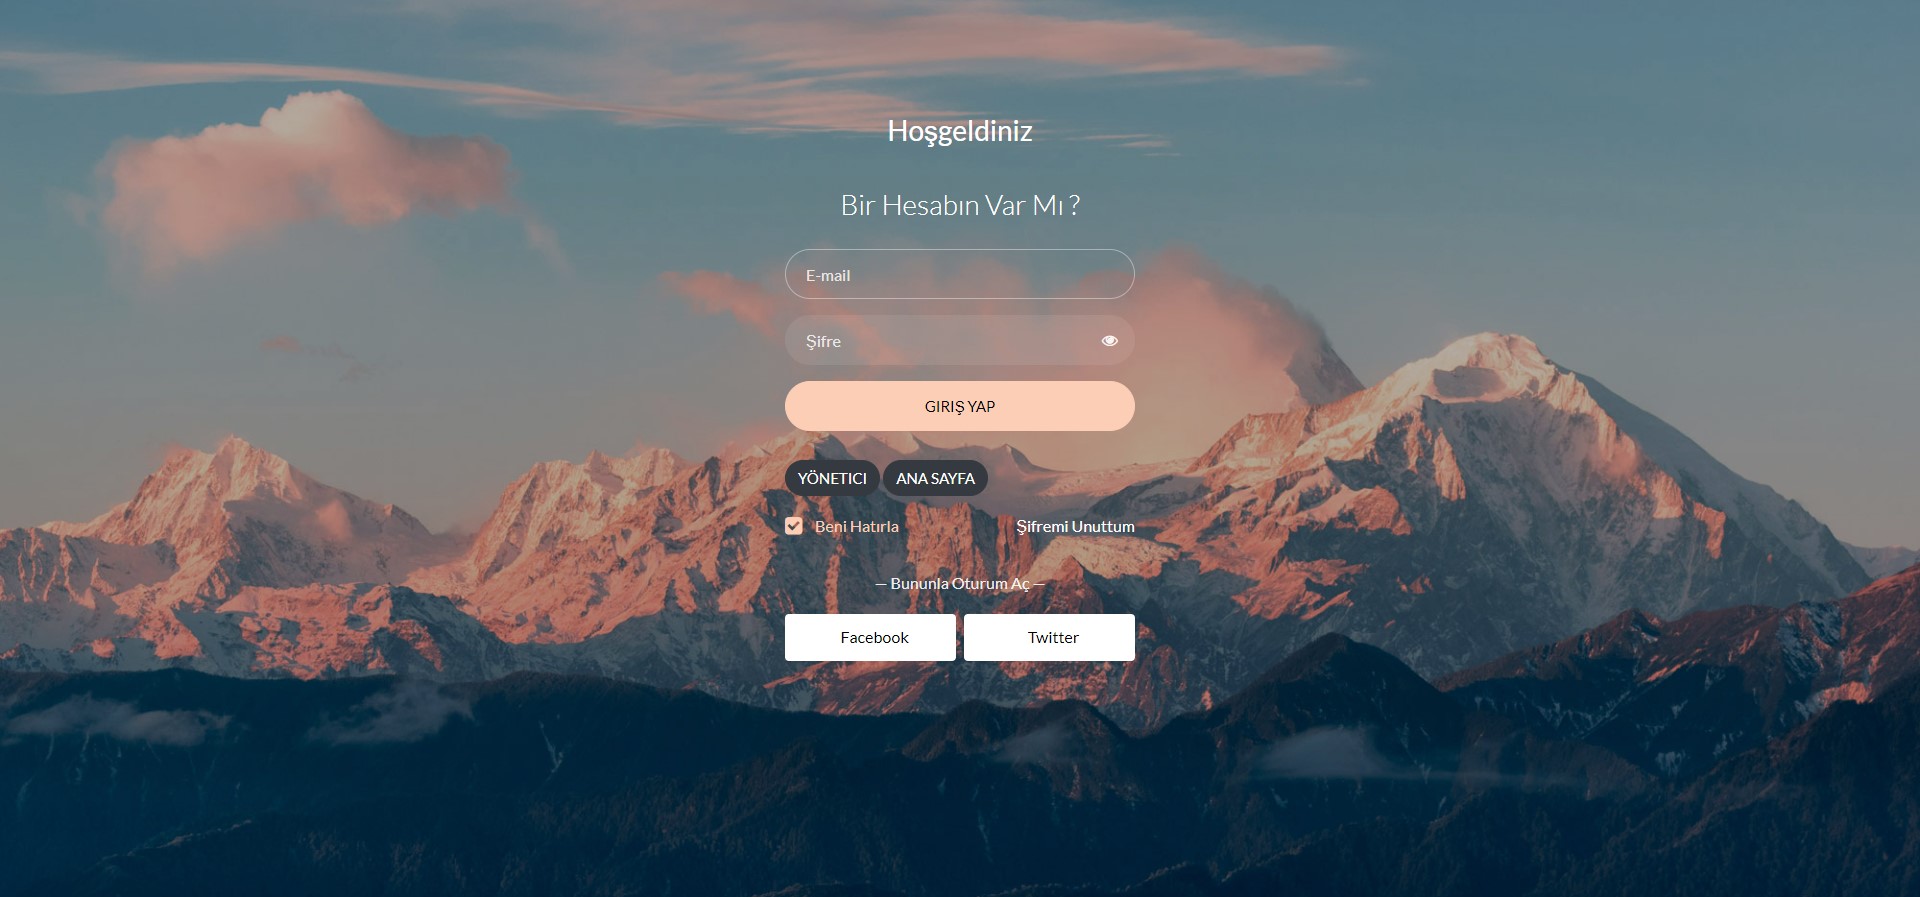 Hoşgeldiniz
Bir Hesabın Var Mı ?
E-mail
Şifre
GIRIŞ YAP
YÖNETICI ANA SAYFA
Beni Hatırla Şifremi Unuttum
— Bununla Oturum Aç —
Facebook Twitter